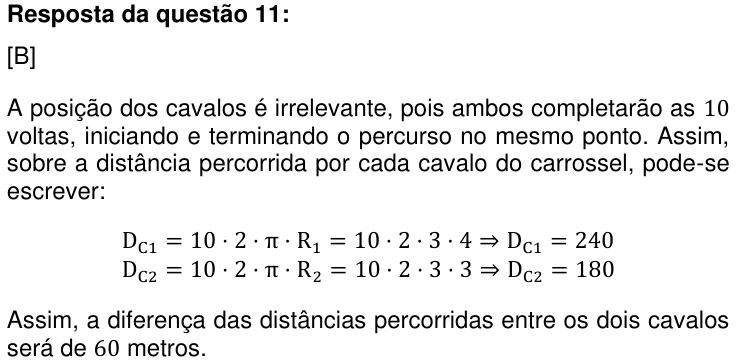 Resposta da questão 11:
[B]
A posição dos cavalos é irrelevante, pois ambos completarão as 10
voltas, iniciando e terminando o percurso no mesmo ponto. Assim,
sobre a distância percorrida por cada cavalo do carrossel, pode-se
escrever:
D_C1 = 10 · 2 · π · R_1 = 10 · 2 · 3 · 4 ⇒ D_C1 = 240
D_C2 = 10 · 2 · π · R_2 = 10 · 2 · 3 · 3 ⇒ D_C2 = 180
Assim, a diferença das distâncias percorridas entre os dois cavalos
será de 60 metros.